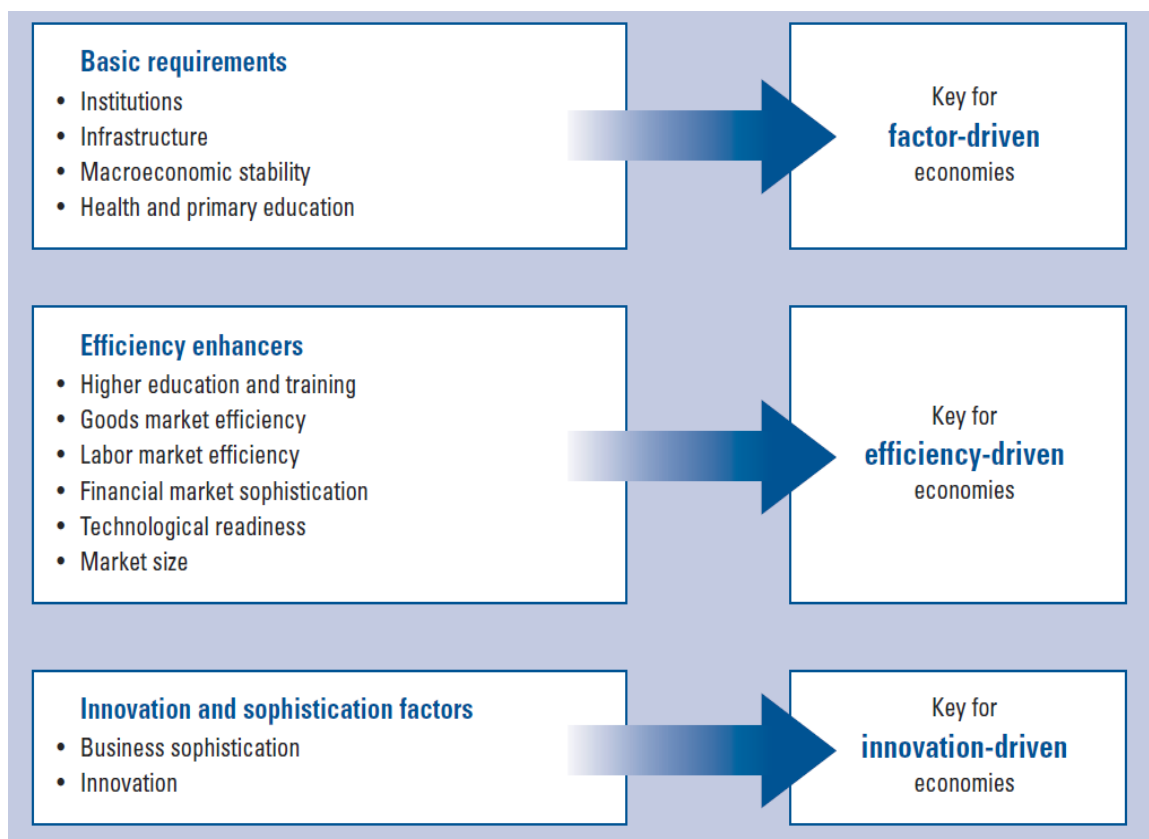 Basic requirements
• Institutions
• Infrastructure
• Macroeconomic stability
• Health and primary education
Key for
factor-driven
economies
Efficiency enhancers
• Higher education and training
• Goods market efficiency
• Labor market efficiency
• Financial market sophistication
• Technological readiness
• Market size
Key for
efficiency-driven
economies
Innovation and sophistication factors
• Business sophistication
• Innovation
Key for
innovation-driven
economies